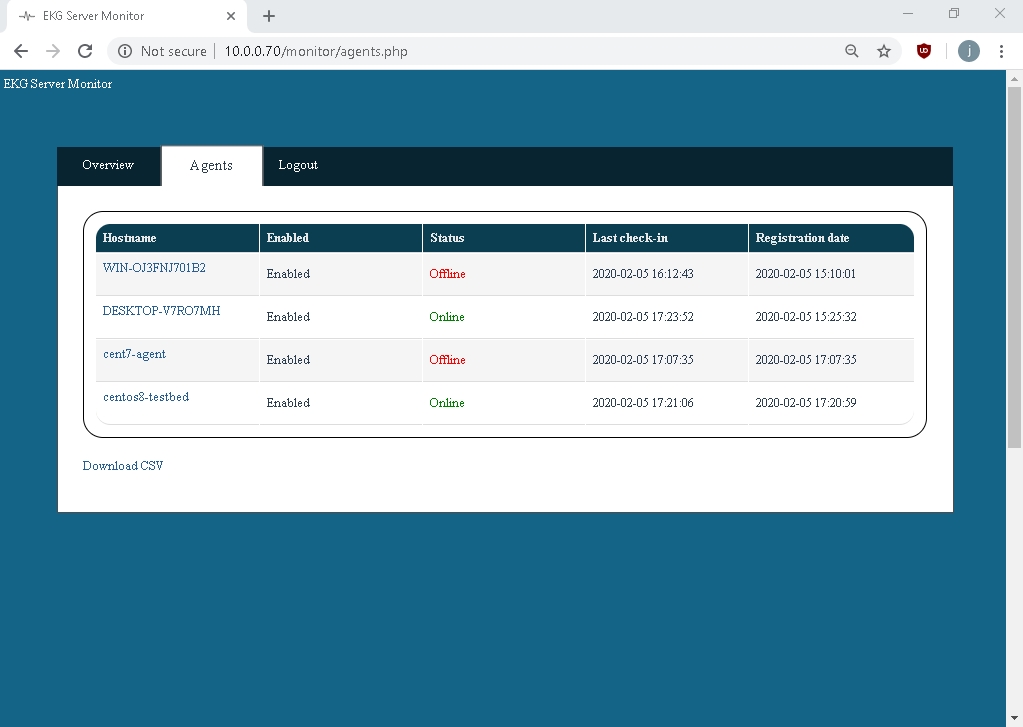 EKG Server Monitor
Not secure 10.0.0.70/monitor/agents.php
EKG Server Monitor
Overview Agents Logout
Hostname Enabled Status Last check-in Registration date
WIN-OJ3FNJ701B2 Enabled Offline 2020-02-05 16:12:43 2020-02-05 15:10:01
DESKTOP-V7RO7MH Enabled Online 2020-02-05 17:23:52 2020-02-05 15:25:32
cent7-agent Enabled Offline 2020-02-05 17:07:35 2020-02-05 17:07:35
centos8-testbed Enabled Online 2020-02-05 17:21:06 2020-02-05 17:20:59
Download CSV